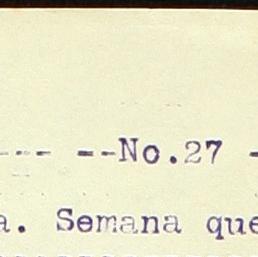 --- --No.27 -
a. Semana que